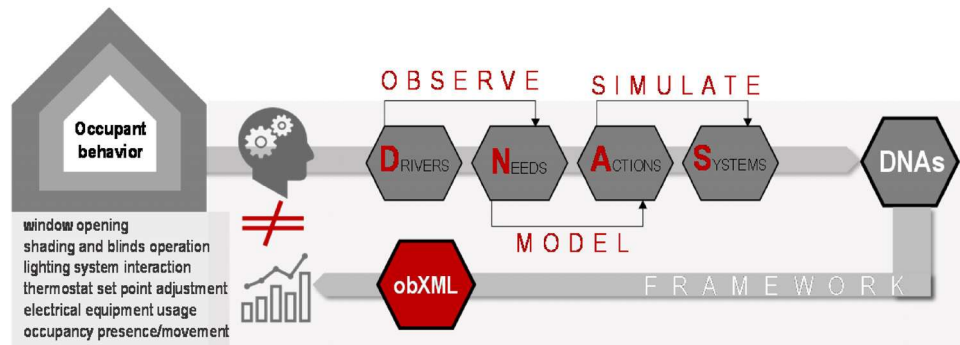 OBSERVE
SIMULATE
Occupant
behavior
DRIVERS
NEEDS
ACTIONS
SYSTEMS
DNAs
MODEL
window opening
shading and blinds operation
lighting system interaction
thermostat set point adjustment
electrical equipment usage
occupancy presence/movement
obXML
FRAMEWORK